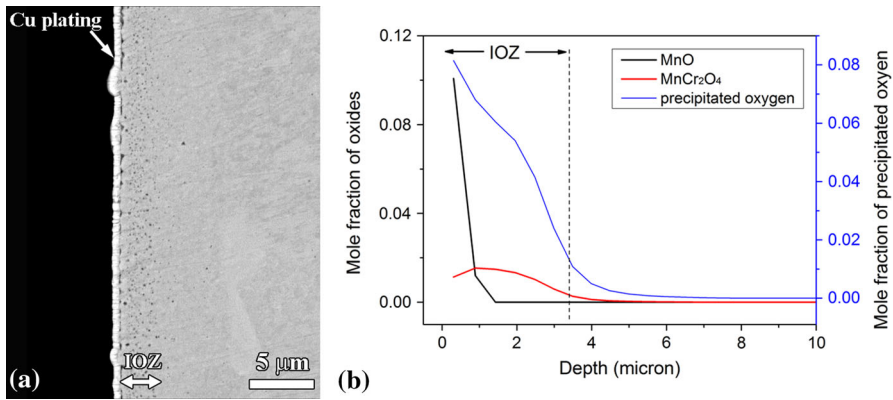 Cu plating
IOZ
5 μm
(a)
0.12
0.08
0.04
0.00
Mole fraction of oxides
IOZ
MnO
MnCr₂O₄
precipitated oxygen
0.08
0.06
0.04
0.02
0.00
Mole fraction of precipitated oxyen
0 2 4 6 8 10
Depth (micron)
(b)